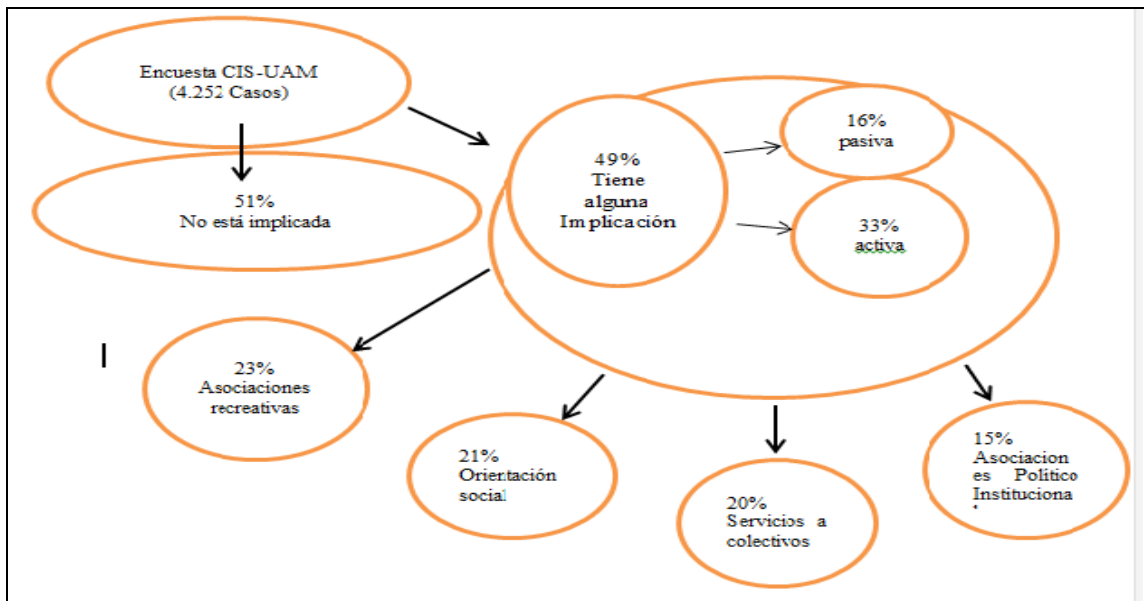 Encuesta CIS-UAM
(4.252 Casos)
51%
No está implicada
49%
Tiene
alguna
Implicación
16%
pasiva
33%
activa
23%
Asociaciones
recreativas
21%
Orientación
social
20%
Servicios a
colectivos
15%
Asociacion
es Político
Instituciona